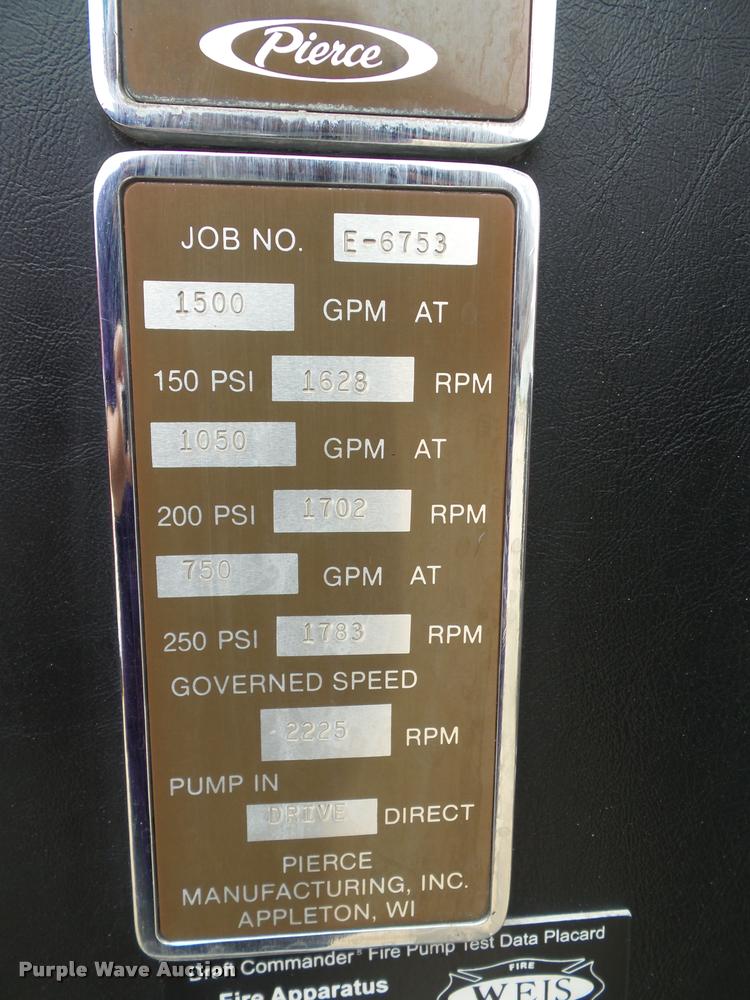 Pierce
JOB NO. E-6753
1500 GPM AT
150 PSI 1628 RPM
1050 GPM AT
200 PSI 1702 RPM
750 GPM AT
250 PSI 1783 RPM
GOVERNED SPEED
2225 RPM
PUMP IN
DRIVE DIRECT
PIERCE
MANUFACTURING, INC.
APPLETON, WI
Draft Commander® Fire Pump Test Data Placard
Fire Apparatus
FIRE
WEIS
Purple Wave Auction